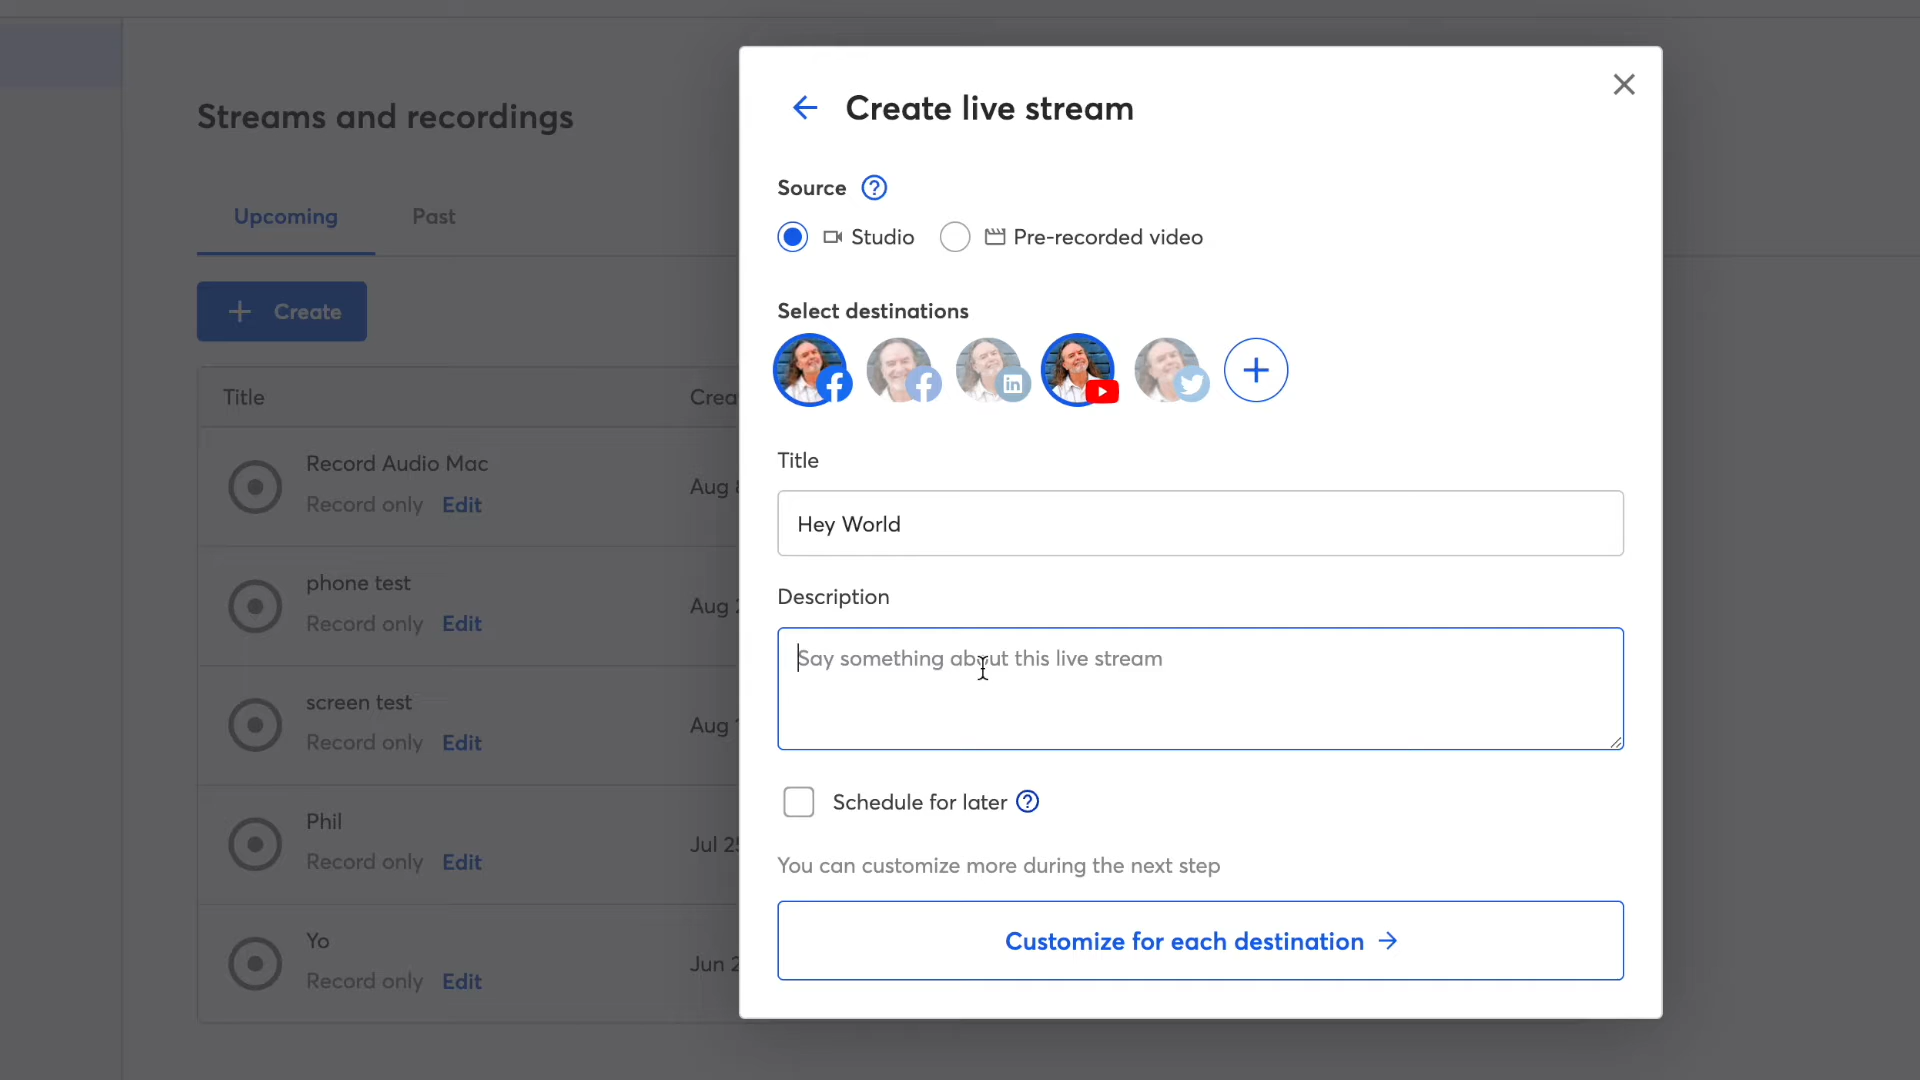 Streams and recordings
Upcoming
Past
Create
Title
Crea
Record Audio Mac
Record only Edit
Aug
phone test
Record only Edit
Aug
screen test
Record only Edit
Aug
Phil
Record only Edit
Jul
Yo
Record only Edit
Jun
Create live stream
Source
Studio
Pre-recorded video
Select destinations
Title
Hey World
Description
Say something about this live stream
Schedule for later
You can customize more during the next step
Customize for each destination